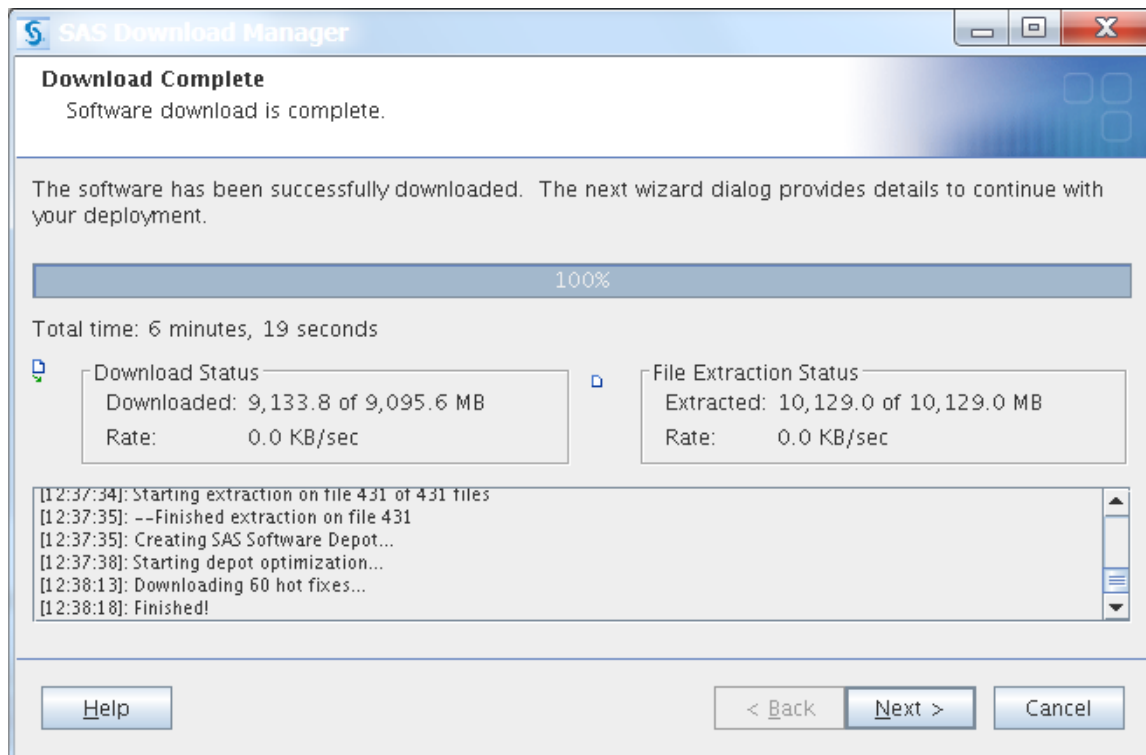 SAS Download Manager
Download Complete
Software download is complete.
The software has been successfully downloaded. The next wizard dialog provides details to continue with
your deployment.
100%
Total time: 6 minutes, 19 seconds
Download Status
Downloaded: 9,133.8 of 9,095.6 MB
Rate: 0.0 KB/sec
File Extraction Status
Extracted: 10,129.0 of 10,129.0 MB
Rate: 0.0 KB/sec
[12:37:34]: Starting extraction on file 431 of 431 files
[12:37:35]: --Finished extraction on file 431
[12:37:35]: Creating SAS Software Depot...
[12:37:38]: Starting depot optimization...
[12:38:13]: Downloading 60 hot fixes...
[12:38:18]: Finished!
Help
< Back
Next >
Cancel